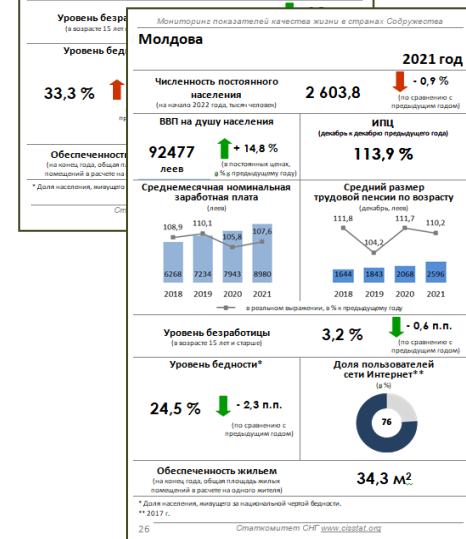 Уровень безра
(в возрасте 15 лет
Уровень бед
33,3 %
Обеспеченность
(на конец года, общая п
помещений в расчете на
* Доля населения, живущего
Мониторинг показателей качества жизни в странах Содружества
Молдова
2021 год
Численность постоянного
населения
(на начало 2022 года, тысяч человек)
2 603,8
- 0,9 %
(по сравнению с
предыдущим годом)
ВВП на душу населения
92477
леев
+ 14,8 %
(в постоянных ценах,
в % к предыдущему году)
ИПЦ
(декабрь к декабрю предыдущего года)
113,9 %
Среднемесячная номинальная
заработная плата
(леев)
108,9 110,1 105,8 107,6
6268 7234 7943 8980
2018 2019 2020 2021
Средний размер
трудовой пенсии по возрасту
(декабрь, леев)
111,8 104,2 111,7 110,2
1644 1843 2068 2596
2018 2019 2020 2021
в реальном выражении, в % к предыдущему году
Уровень безработицы
(в возрасте 15 лет и старше)
3,2 %
- 0,6 п.п.
(по сравнению с
предыдущим годом)
Уровень бедности*
24,5 %
- 2,3 п.п.
(по сравнению с
предыдущим годом)
Доля пользователей
сети Интернет**
(в %)
76
Обеспеченность жильем
(на конец года, общая площадь жилых
помещений в расчете на одного жителя)
34,3 м2
* Доля населения, живущего за национальной чертой бедности.
** 2017 г.
26
Статкомитет СНГ www.cisstat.org